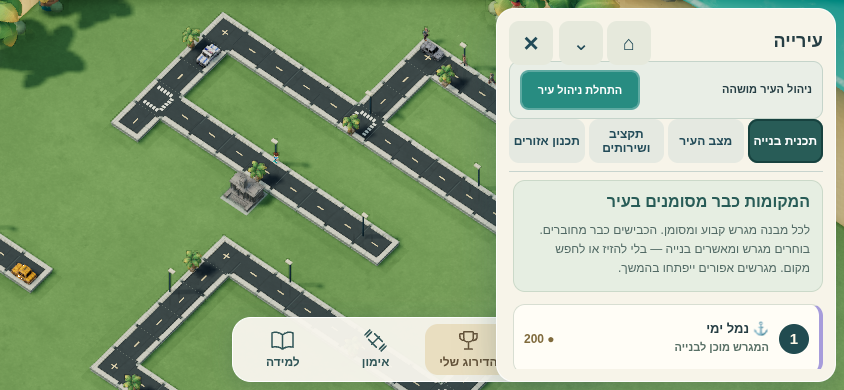 עירייה
ניהול העיר מושהה
התחלת ניהול עיר
תכנית בנייה
מצב העיר
תקציב
ושירותים
תכנון אזורים
המקומות כבר מסומנים בעיר
לכל מבנה מגרש קבוע ומסומן. הכבישים כבר מחוברים.
בוחרים מגרש ומאשרים בנייה — בלי להזיז או לחפש
מקום. מגרשים אפורים ייפתחו בהמשך.
1
⚓ נמל ימי
המגרש מוכן לבנייה
● 200
הדירוג שלי
אימון
למידה